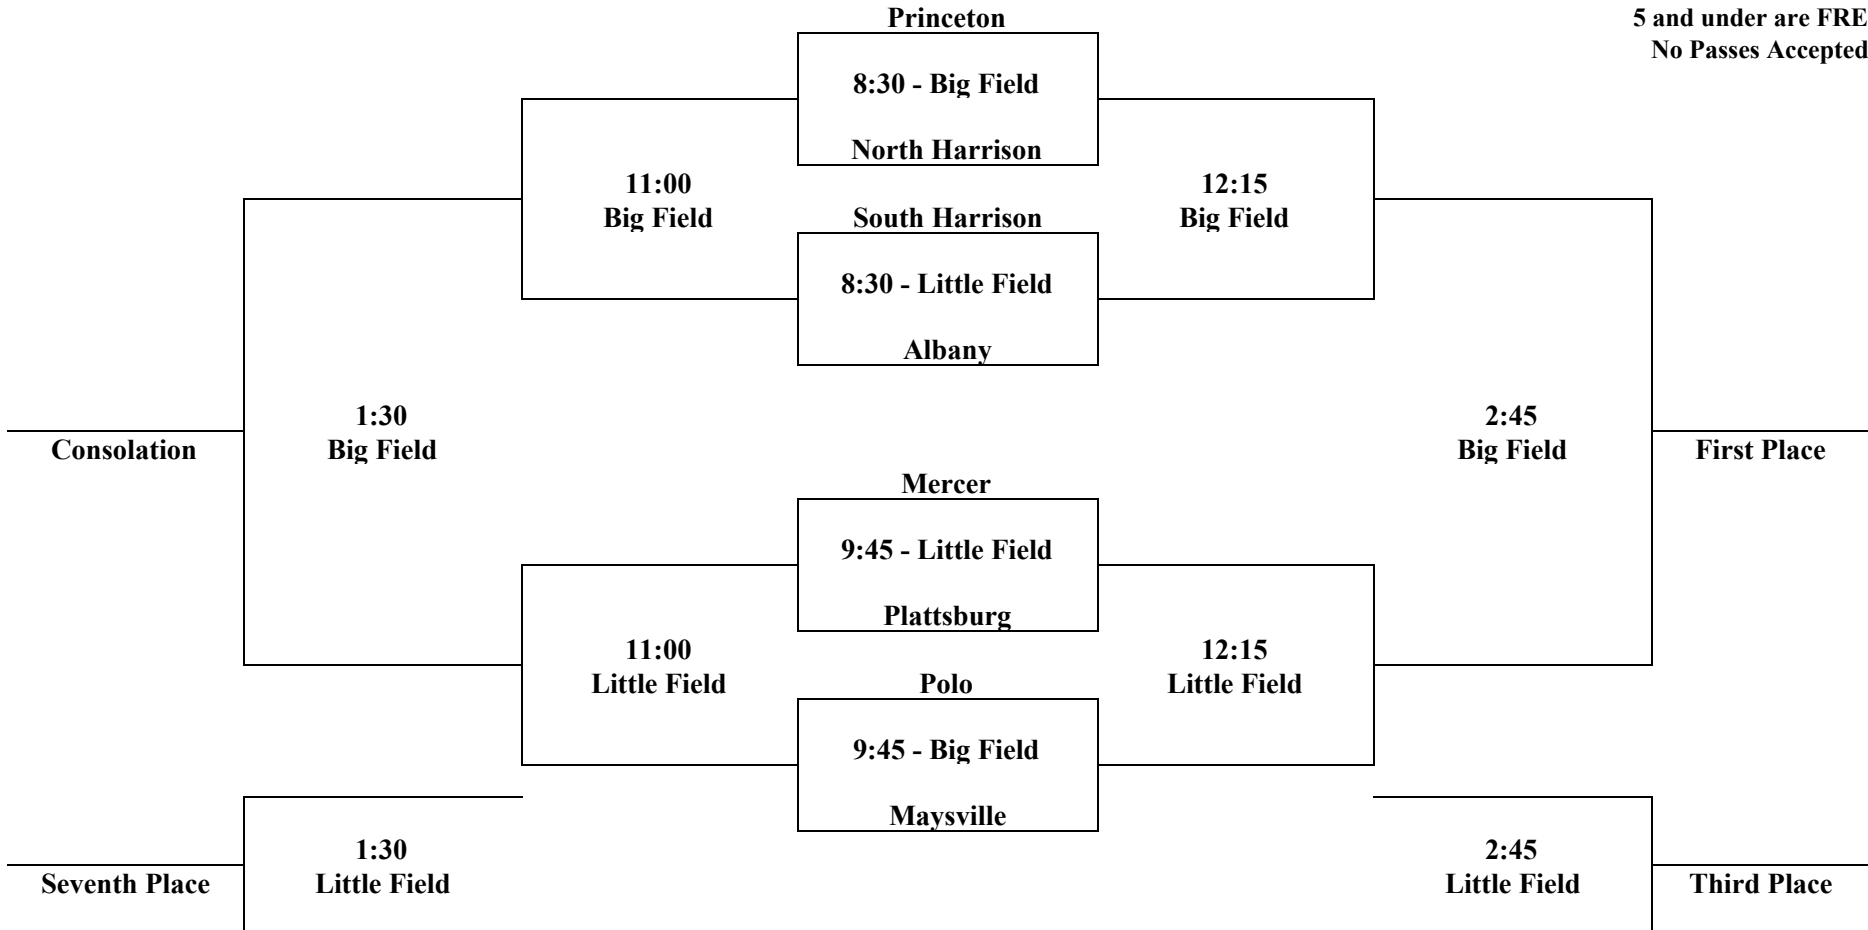 Princeton
5 and under are FRE
No Passes Accepted
8:30 - Big Field
North Harrison
11:00
Big Field
12:15
Big Field
South Harrison
8:30 - Little Field
Albany
1:30
Big Field
2:45
Big Field
Consolation
First Place
Mercer
9:45 - Little Field
Plattsburg
11:00
Little Field
12:15
Little Field
Polo
9:45 - Big Field
Maysville
1:30
Little Field
2:45
Little Field
Seventh Place
Third Place